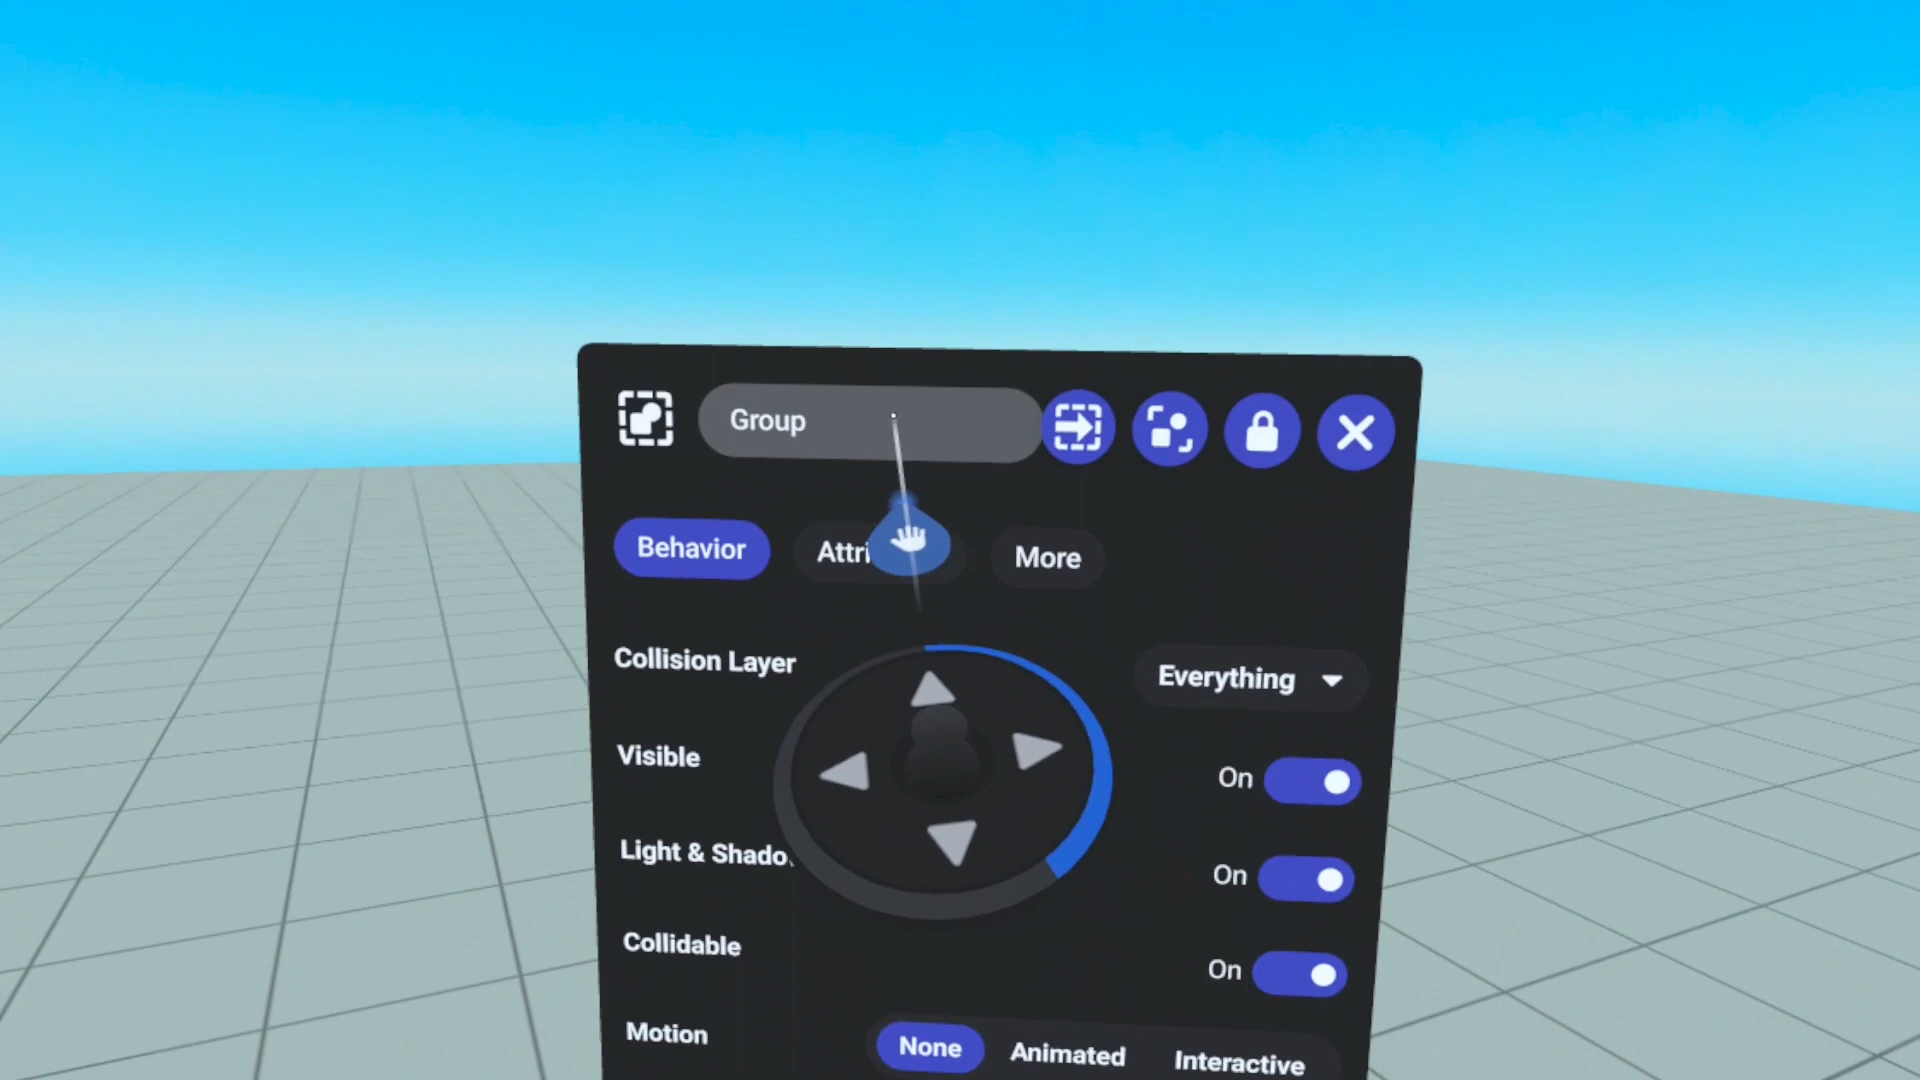 Group
Behavior Attri More
Collision Layer Everything
Visible On
Light & Shado On
Collidable On
Motion None Animated Interactive